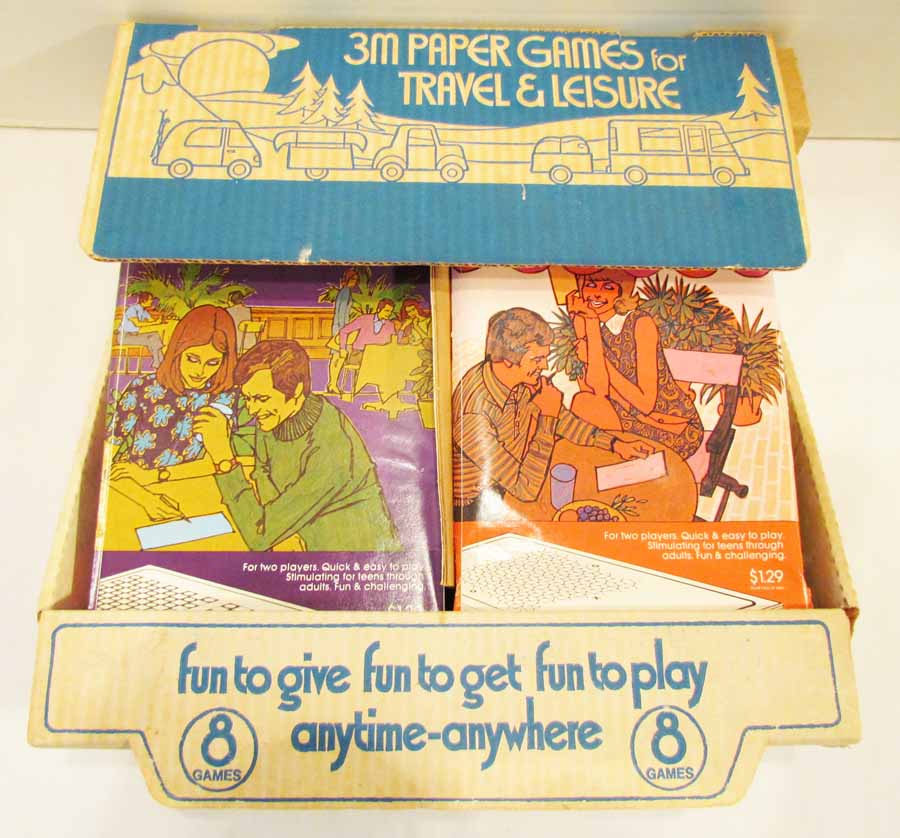 3M PAPER GAMES for
TRAVEL & LEISURE
For two players. Quick & easy to play.
Stimulating for teens through
adults. Fun & challenging.
For two players. Quick & easy to play.
Stimulating for teens through
adults. Fun & challenging.
$1.29
fun to give fun to get fun to play
anytime-anywhere
8
GAMES
8
GAMES